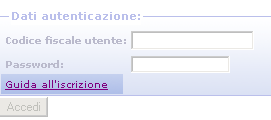 Dati autenticazione:
Codice fiscale utente:
Password:
Guida all'iscrizione
Accedi